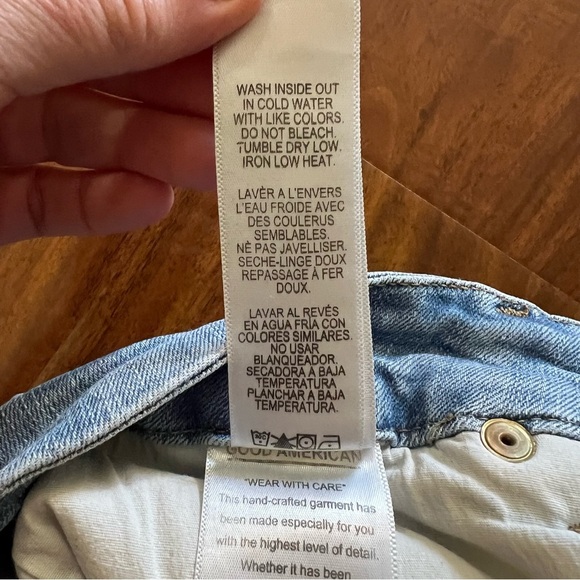 WASH INSIDE OUT
IN COLD WATER
WITH LIKE COLORS.
DO NOT BLEACH.
TUMBLE DRY LOW.
IRON LOW HEAT.
LAVÈR A L'ENVERS
L'EAU FROIDE AVEC
DES COULERUS
SEMBLABLES.
NÈ PAS JAVELLISER.
SECHE-LINGE DOUX
REPASSAGE À FER
DOUX.
LAVAR AL REVÉS
EN AGUA FRÍA CON
COLORES SIMILARES.
NO USAR
BLANQUEADOR.
SECADORA A BAJA
TEMPERATURA
PLANCHAR A BAJA
TEMPERATURA.
GOOD AMERICAN
"WEAR WITH CARE"
This hand-crafted garment has
been made especially for you
with the highest level of detail.
Whether it has been